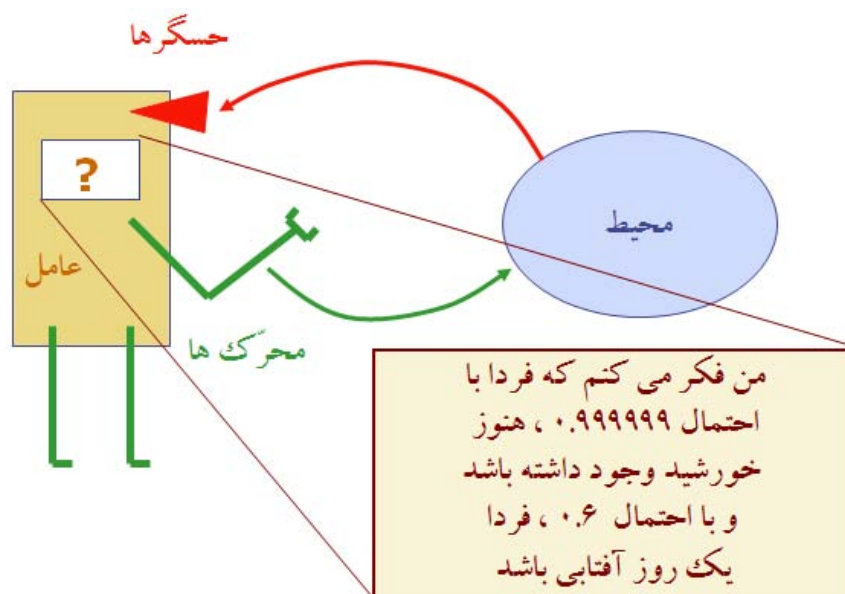 حسگرها
?
عامل
محیط
محرّک ها
من فکر می کنم که فردا با
احتمال ۰.۹۹۹۹۹۹ ، هنوز
خورشید وجود داشته باشد
و با احتمال ۰.۶ ، فردا
یک روز آفتابی باشد